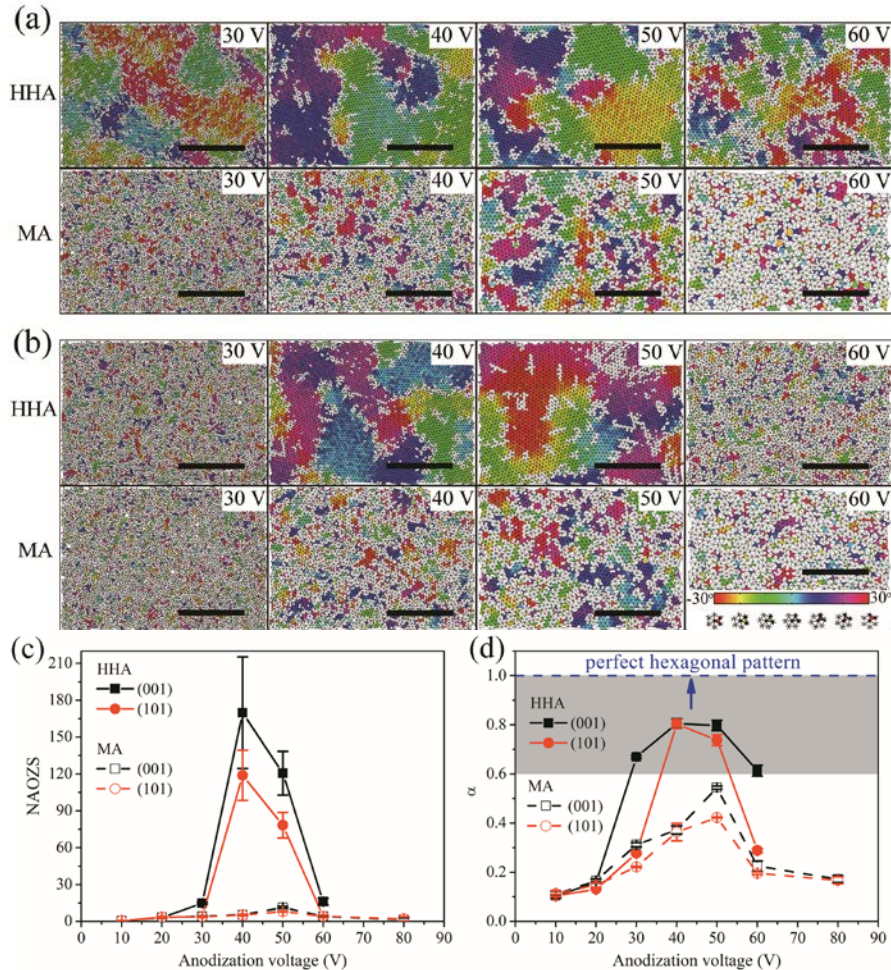 (a)
30 V 40 V 50 V 60 V
HHA
30 V 40 V 50 V 60 V
MA
(b)
30 V 40 V 50 V 60 V
HHA
30 V 40 V 50 V 60 V
MA
-30° 30°
(c)
210
180
150
120
90
60
30
0
NAOZS
HHA
(001)
(101)
MA
(001)
(101)
0 10 20 30 40 50 60 70 80 90
Anodization voltage (V)
(d)
perfect hexagonal pattern
1.0
0.8
0.6
0.4
0.2
0.0
α
HHA
(001)
(101)
MA
(001)
(101)
0 10 20 30 40 50 60 70 80 90
Anodization voltage (V)